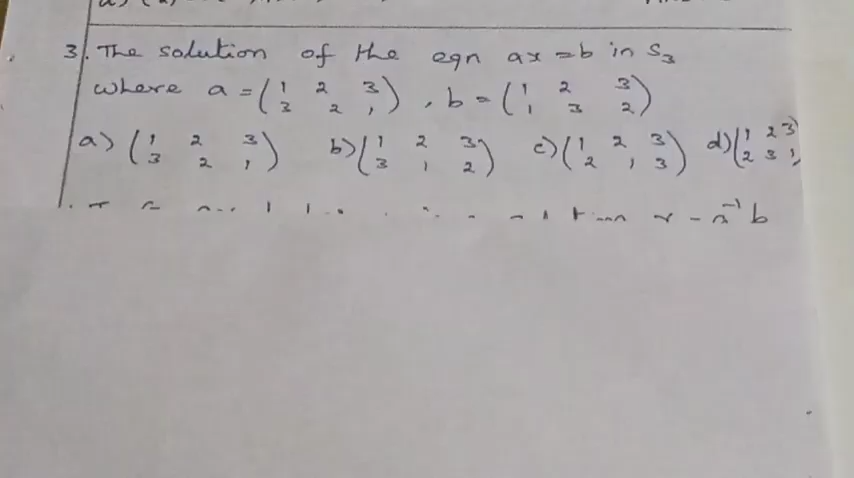 3. The solution of the eqn ax = b in S₃
where a = (1 2 3 / 3 2 1), b = (1 2 3 / 1 3 2)
a) (1 2 3 / 3 2 1) b) (1 2 3 / 3 1 2) c) (1 2 3 / 2 1 3) d) (1 2 3 / 2 3 1)
b